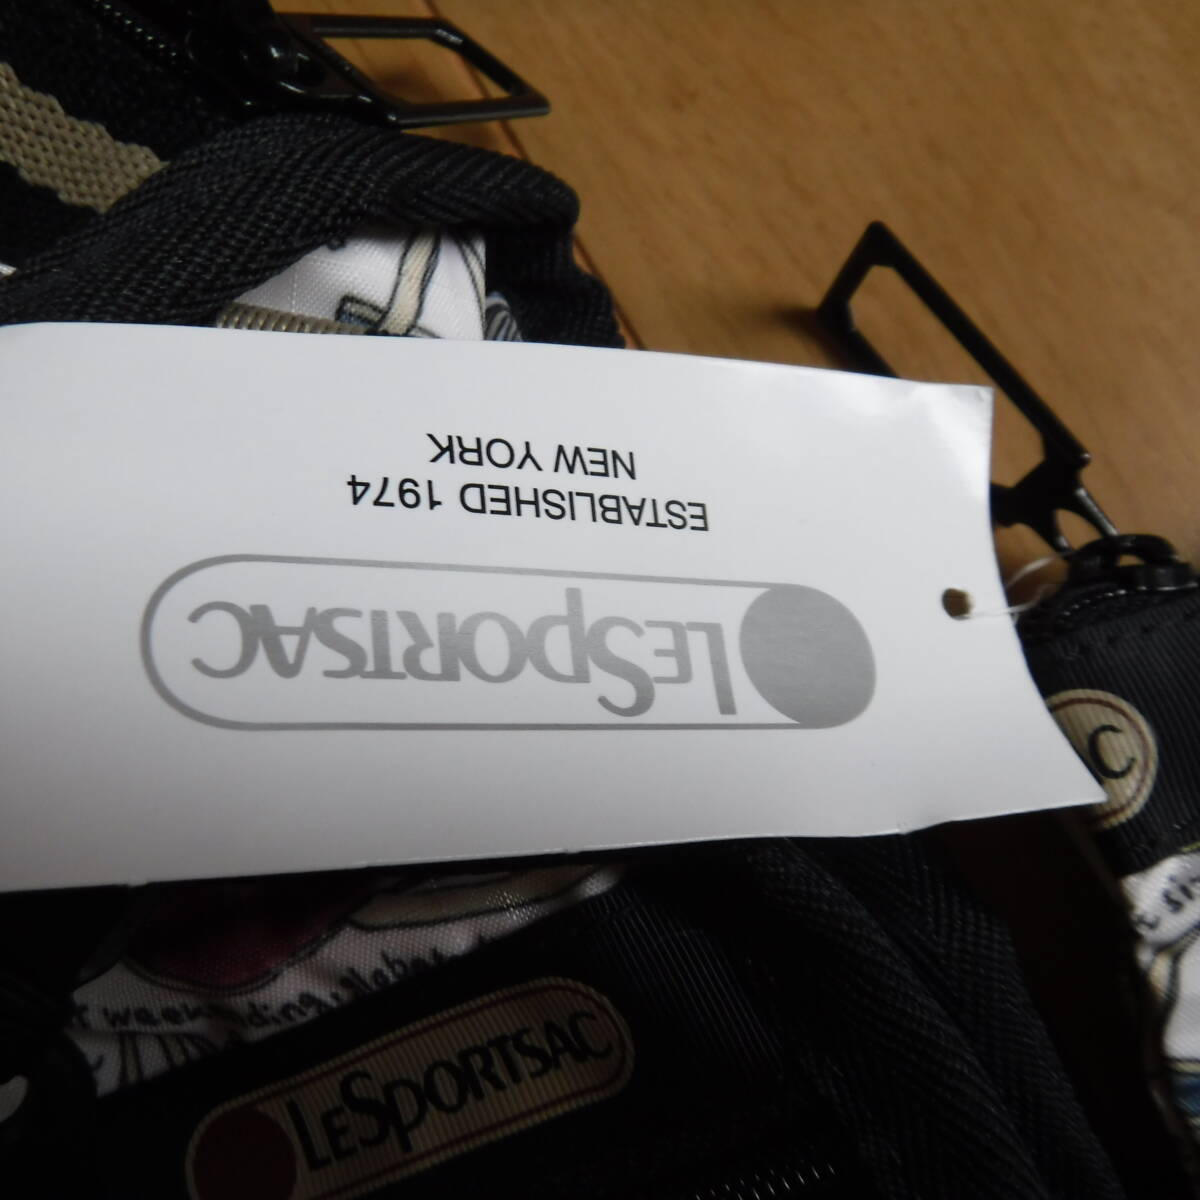 LESPORTSAC
ESTABLISHED 1974
NEW YORK
C
LESPORTSAC